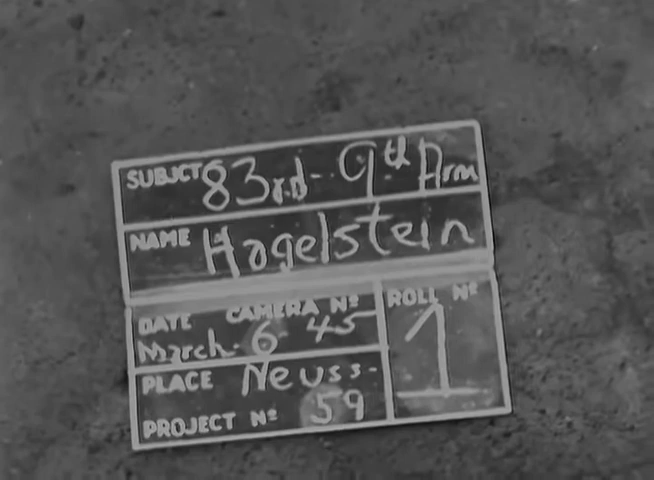 SUBJCT 83rd - 9th Arm
NAME Hagelstein
DATE CAMERA Nº ROLL Nº
March - 6 45 1
PLACE Neuss -
PROJECT Nº 59